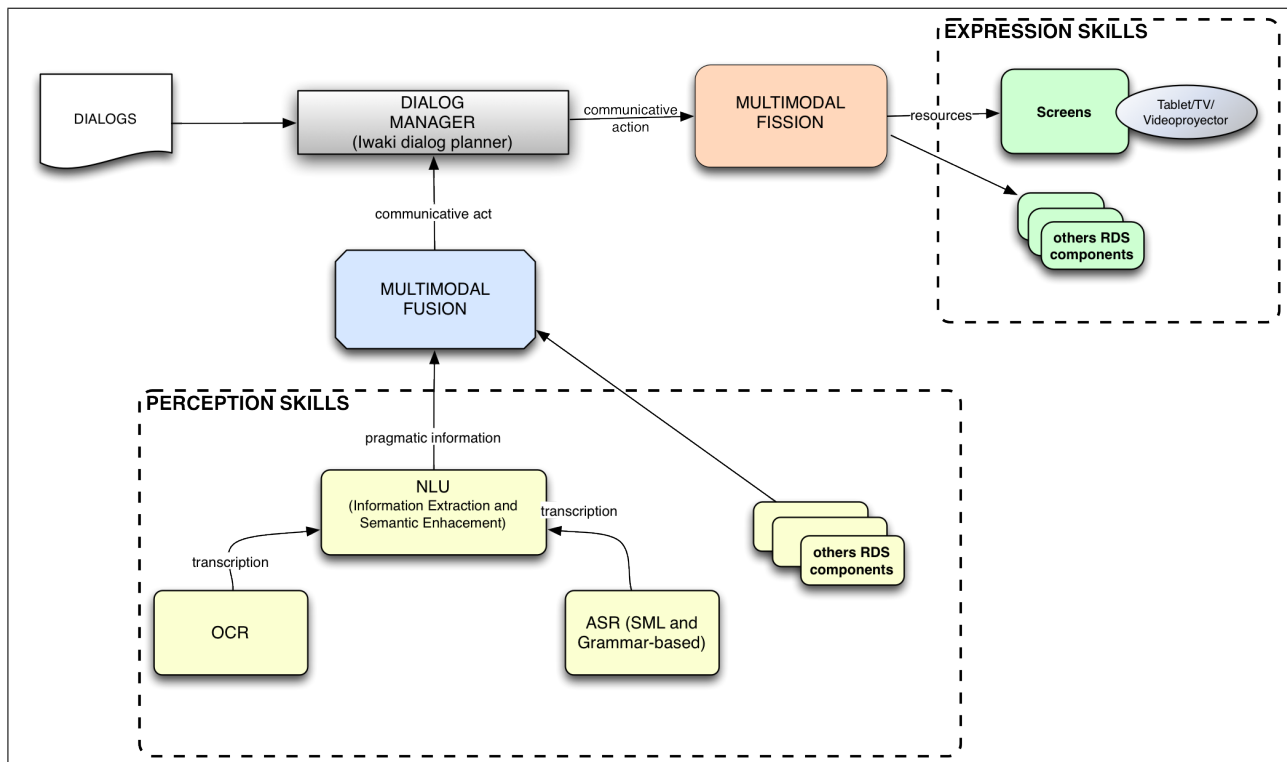 EXPRESSION SKILLS
DIALOGS
DIALOG
MANAGER
(Iwaki dialog planner)
communicative
action
MULTIMODAL
FISSION
resources
Screens
Tablet/TV/
Videoproyector
others RDS
components
communicative act
MULTIMODAL
FUSION
PERCEPTION SKILLS
pragmatic information
NLU
(Information Extraction and
Semantic Enhacement)
transcription
transcription
OCR
ASR (SML and
Grammar-based)
others RDS
components